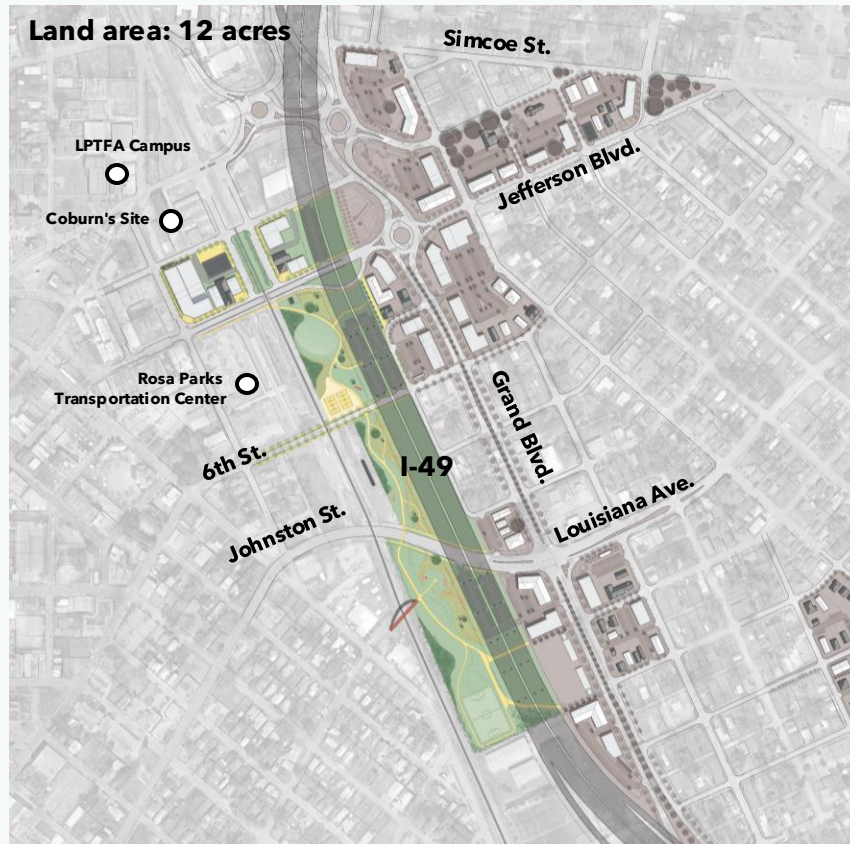 Land area: 12 acres
Simcoe St.
LPTFA Campus
Jefferson Blvd.
Coburn's Site
Rosa Parks
Transportation Center
Grand Blvd.
6th St.
I-49
Louisiana Ave.
Johnston St.